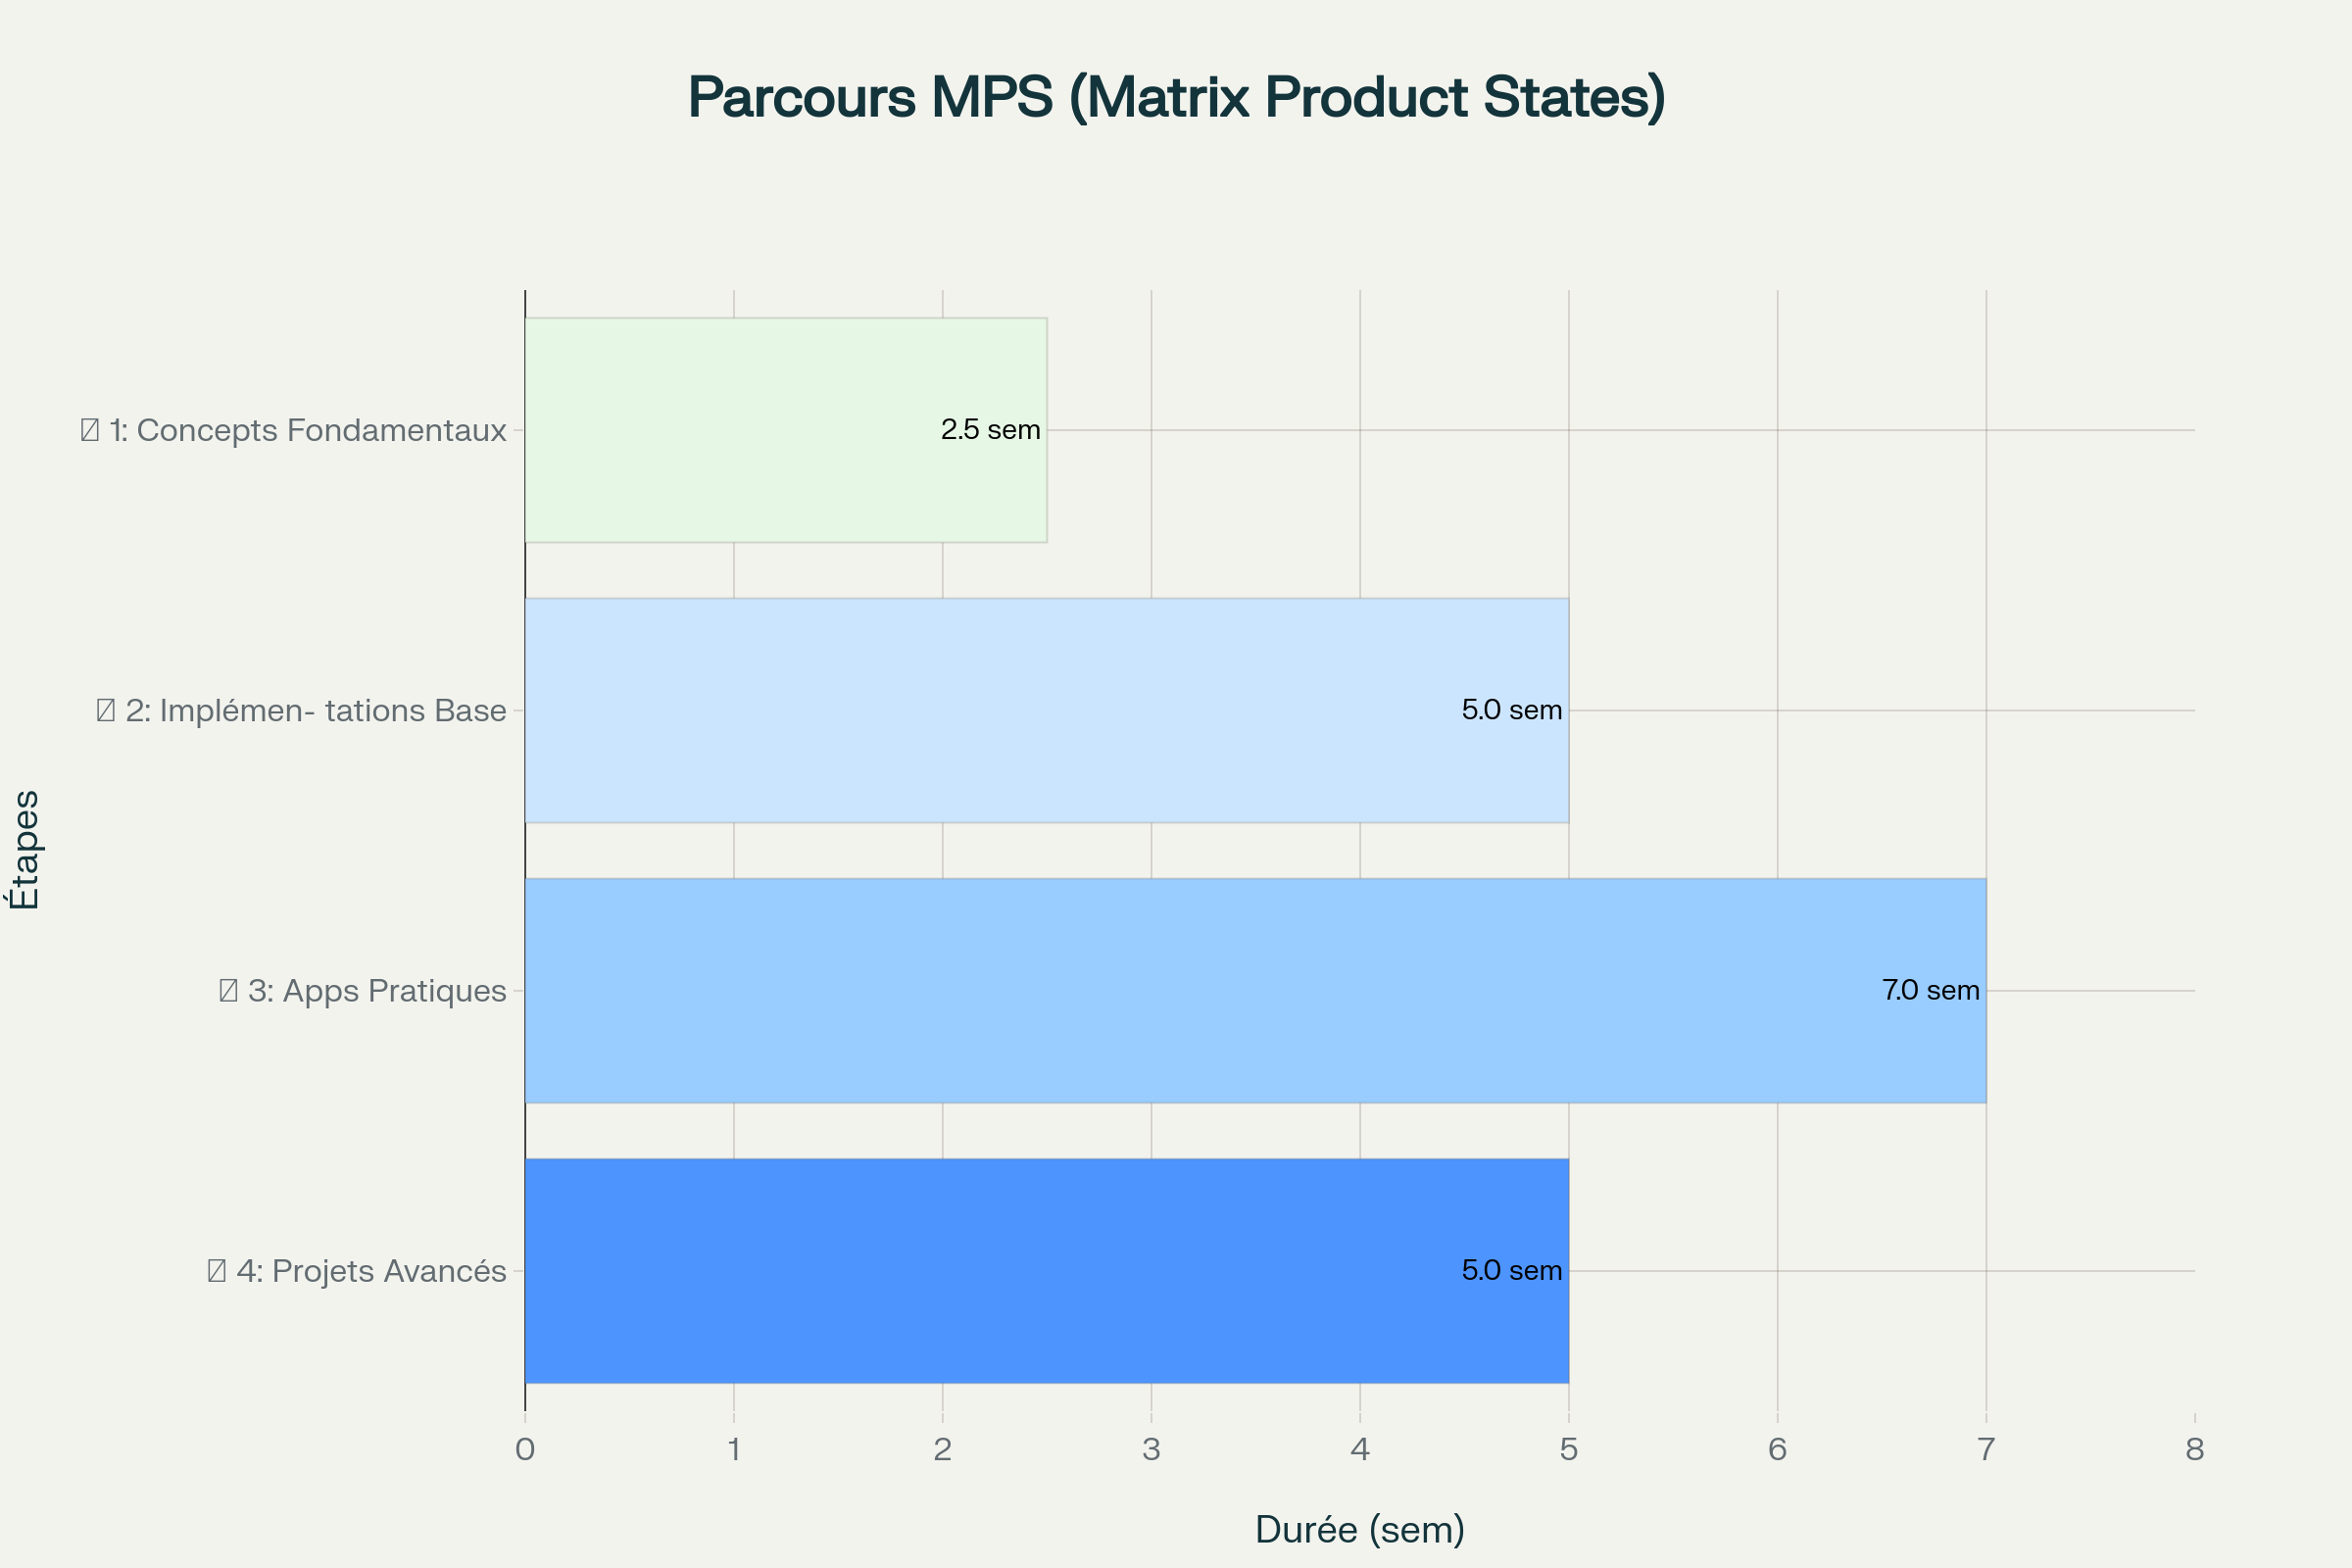 Parcours MPS (Matrix Product States)
1: Concepts Fondamentaux
2.5 sem
2: Implémen- tations Base
5.0 sem
Étapes
3: Apps Pratiques
7.0 sem
4: Projets Avancés
5.0 sem
0 1 2 3 4 5 6 7 8
Durée (sem)